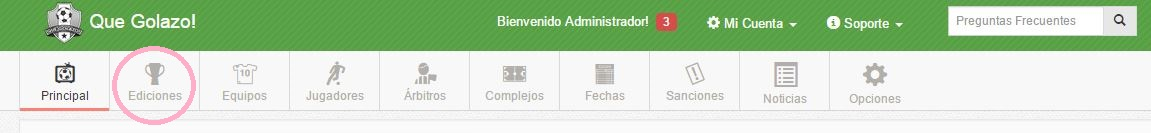 Que Golazo!
Bienvenido Administrador! 3 Mi Cuenta Soporte Preguntas Frecuentes
10
Principal Ediciones Equipos Jugadores Árbitros Complejos Fechas Sanciones Noticias Opciones